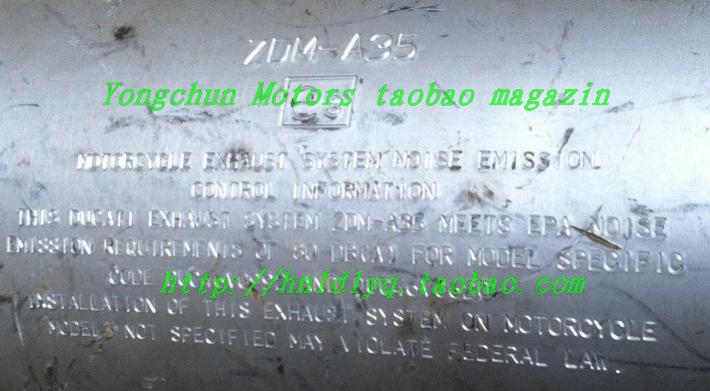 ZDM-A35
Yongchun Motors taobao magazin
MOTORCYCLE EXHAUST SYSTEM NOISE EMISSION
CONTROL INFORMATION
THIS DUCATI EXHAUST SYSTEM ZDM-A35 MEETS EPA NOISE
EMISSION REQUIREMENTS OF 80 DB(A) FOR MODEL SPECIFIC
CODE
http://hnldlyq.taobao.com
INSTALLATION OF THIS EXHAUST SYSTEM ON MOTORCYCLE
MODELS NOT SPECIFIED MAY VIOLATE FEDERAL LAW.